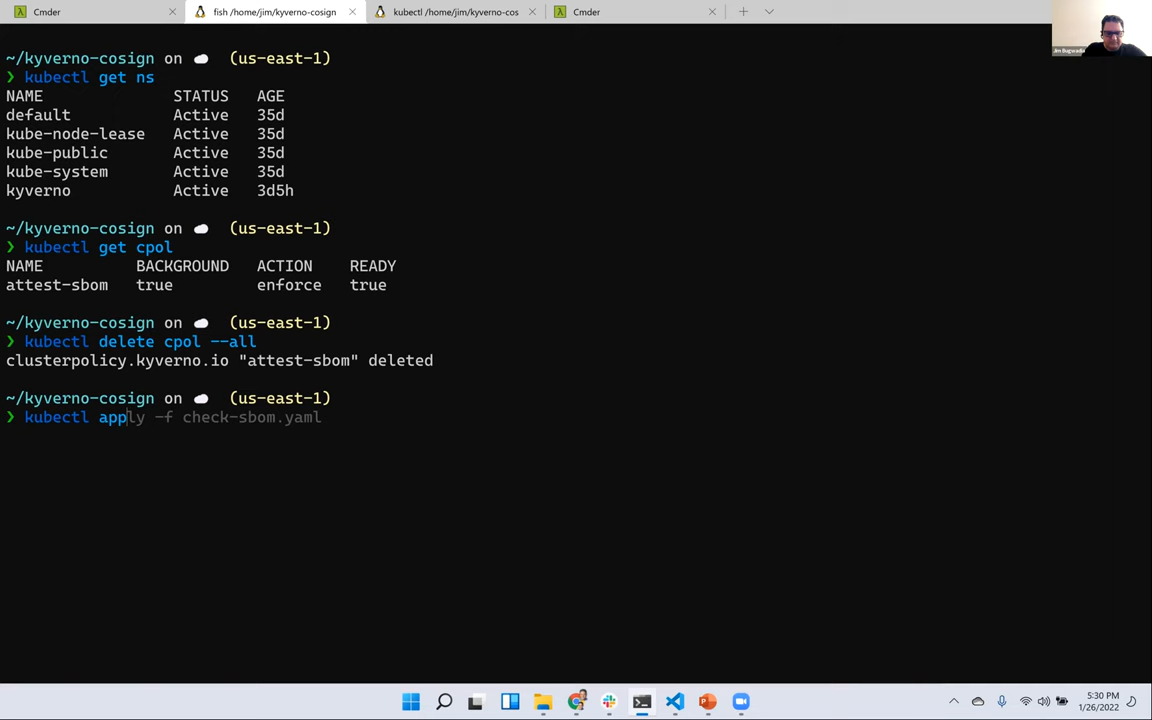 Cmder
fish /home/jim/kyverno-cosign
kubectl /home/jim/kyverno-cos
Cmder
Jim Bugwadia
~/kyverno-cosign on (us-east-1)
❯ kubectl get ns
NAME STATUS AGE
default Active 35d
kube-node-lease Active 35d
kube-public Active 35d
kube-system Active 35d
kyverno Active 3d5h
~/kyverno-cosign on (us-east-1)
❯ kubectl get cpol
NAME BACKGROUND ACTION READY
attest-sbom true enforce true
~/kyverno-cosign on (us-east-1)
❯ kubectl delete cpol --all
clusterpolicy.kyverno.io "attest-sbom" deleted
~/kyverno-cosign on (us-east-1)
❯ kubectl apply -f check-sbom.yaml
5:30 PM
1/26/2022